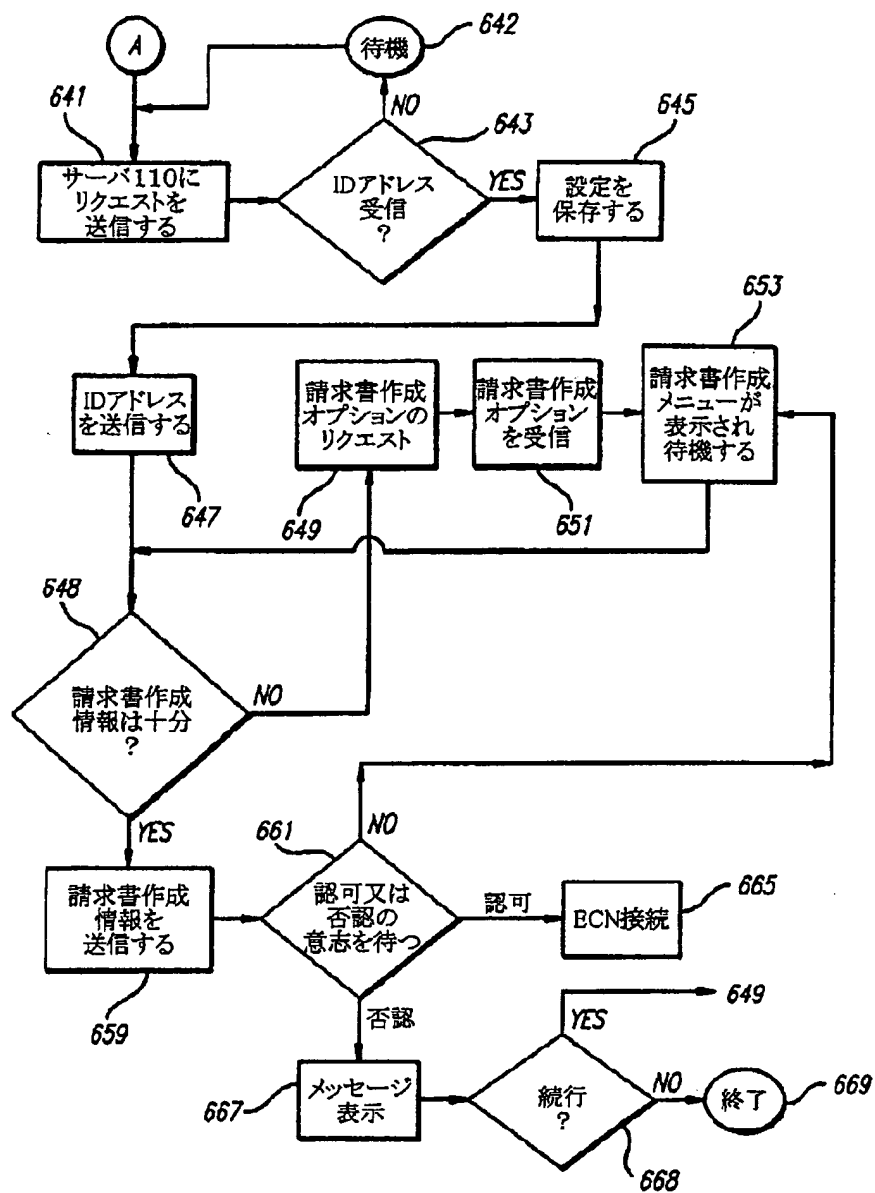 A
待機
642
641
NO
643
645
サーバ110に
リクエストを
送信する
IDアドレス
受信
?
YES
設定を
保存する
653
IDアドレス
を送信する
請求書作成
オプションの
リクエスト
請求書作成
オプション
を受信
請求書作成
メニューが
表示され
待機する
647
649
651
648
請求書作成
情報は十分
?
NO
YES
661
NO
請求書作成
情報を
送信する
認可又は
否認の
意志を待つ
認可
ECN接続
665
659
否認
649
YES
667
メッセージ
表示
続行
?
NO
終了
669
668